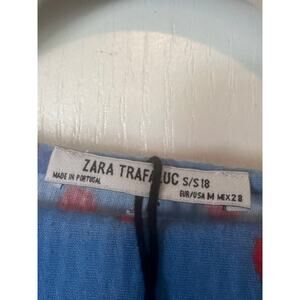 ZARA TRAFALUC S/S18
MADE IN PORTUGAL
EUR/USA M MEX 28